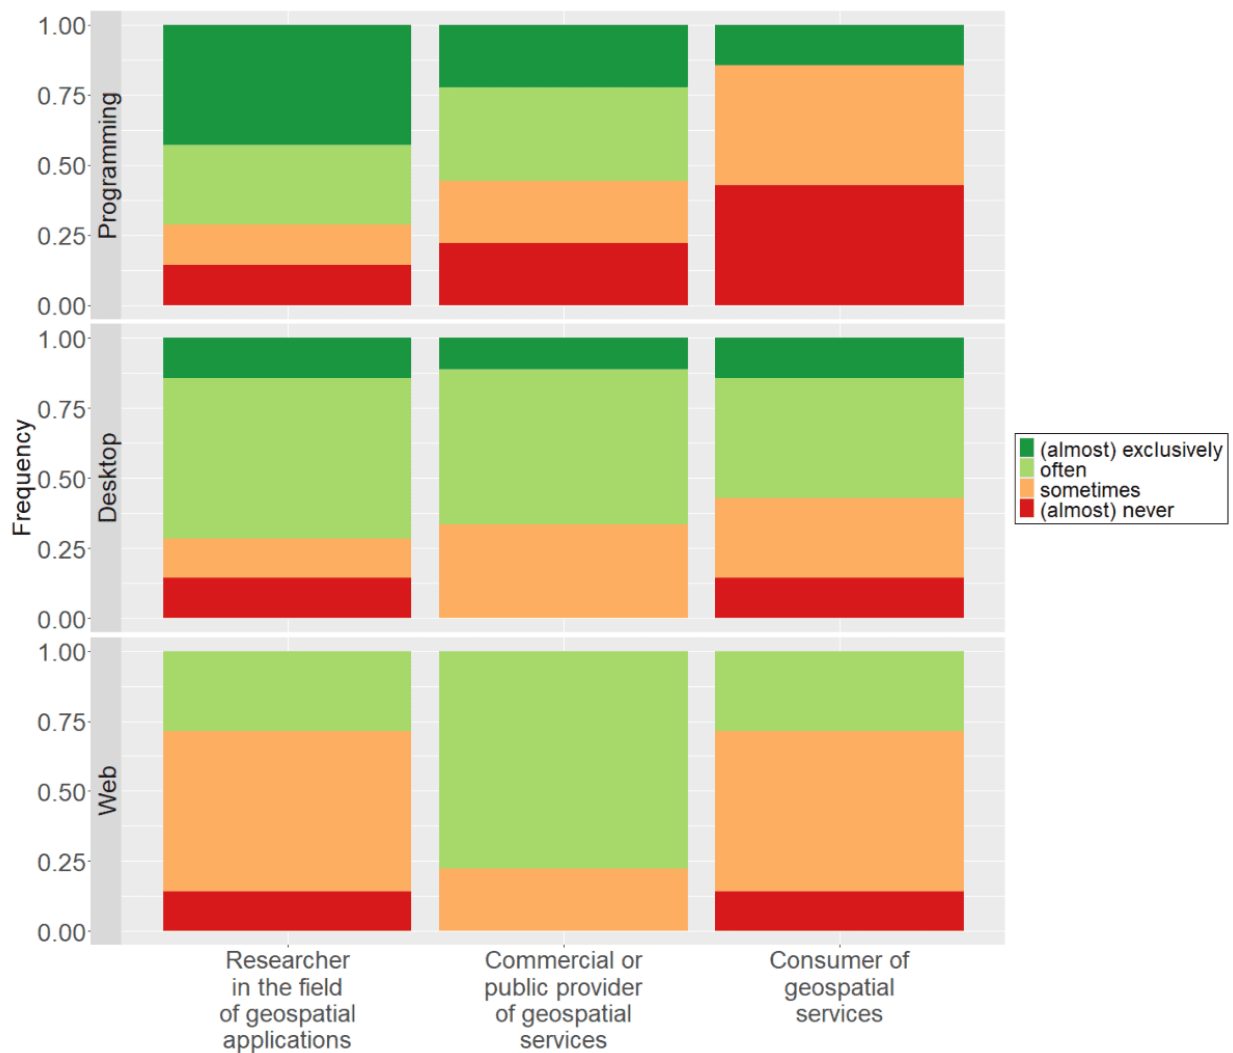 Frequency
Programming
1.00
0.75
0.50
0.25
0.00
Desktop
1.00
0.75
0.50
0.25
0.00
Web
1.00
0.75
0.50
0.25
0.00
Researcher
in the field
of geospatial
applications
Commercial or
public provider
of geospatial
services
Consumer of
geospatial
services
(almost) exclusively
often
sometimes
(almost) never